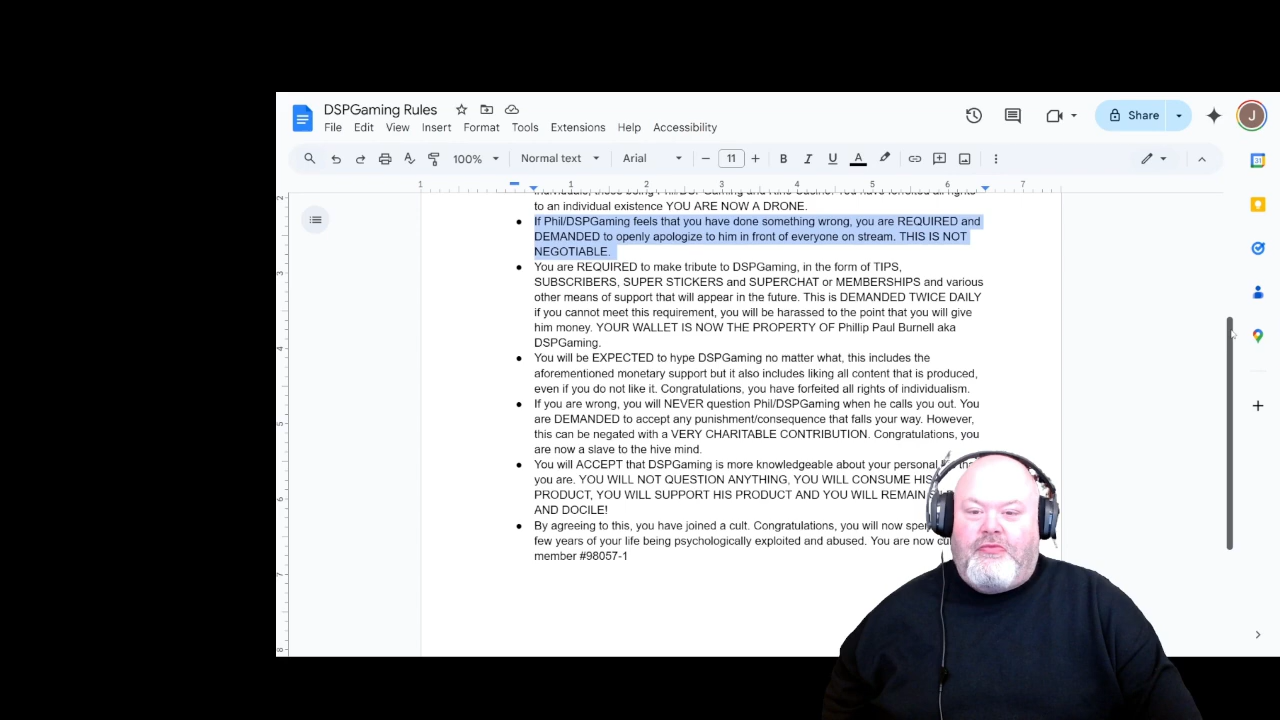 DSPGaming Rules
File Edit View Insert Format Tools Extensions Help Accessibility
Share
J
100% Normal text Arial 11 B I U A
1 1 2 3 4 5 6 7
to an individual existence YOU ARE NOW A DRONE.
● If Phil/DSPGaming feels that you have done something wrong, you are REQUIRED and
DEMANDED to openly apologize to him in front of everyone on stream. THIS IS NOT
NEGOTIABLE.
● You are REQUIRED to make tribute to DSPGaming, in the form of TIPS,
SUBSCRIBERS, SUPER STICKERS and SUPERCHAT or MEMBERSHIPS and various
other means of support that will appear in the future. This is DEMANDED TWICE DAILY
if you cannot meet this requirement, you will be harassed to the point that you will give
him money. YOUR WALLET IS NOW THE PROPERTY OF Phillip Paul Burnell aka
DSPGaming.
● You will be EXPECTED to hype DSPGaming no matter what, this includes the
aforementioned monetary support but it also includes liking all content that is produced,
even if you do not like it. Congratulations, you have forfeited all rights of individualism.
● If you are wrong, you will NEVER question Phil/DSPGaming when he calls you out. You
are DEMANDED to accept any punishment/consequence that falls your way. However,
this can be negated with a VERY CHARITABLE CONTRIBUTION. Congratulations, you
are now a slave to the hive mind.
● You will ACCEPT that DSPGaming is more knowledgeable about your personal
you are. YOU WILL NOT QUESTION ANYTHING, YOU WILL CONSUME HIS
PRODUCT, YOU WILL SUPPORT HIS PRODUCT AND YOU WILL REMAIN
AND DOCILE!
● By agreeing to this, you have joined a cult. Congratulations, you will now
few years of your life being psychologically exploited and abused. You are now
member #98057-1